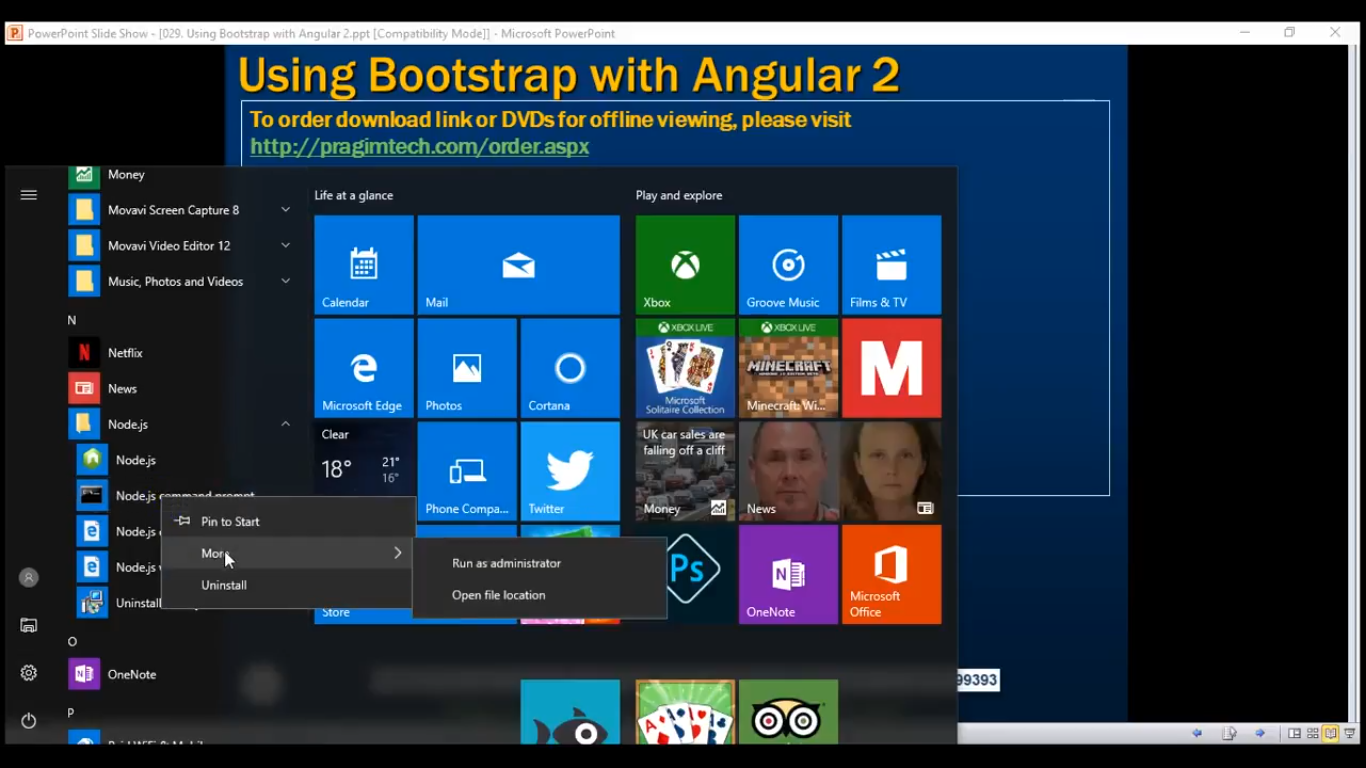 PowerPoint Slide Show - [029. Using Bootstrap with Angular 2.ppt [Compatibility Mode]] - Microsoft PowerPoint
Using Bootstrap with Angular 2
To order download link or DVDs for offline viewing, please visit
http://pragimtech.com/order.aspx
Money
Movavi Screen Capture 8
Movavi Video Editor 12
Music, Photos and Videos
N
Netflix
News
Node.js
Node.js
Node.js command prompt
Node.js
Node.js
Uninstall
O
OneNote
P
Pin to Start
More
Uninstall
Run as administrator
Open file location
Life at a glance
Calendar
Mail
Microsoft Edge
Photos
Cortana
Clear
18°
21°
16°
Phone Compa...
Twitter
Store
Play and explore
Xbox
Groove Music
Films & TV
XBOX LIVE
Microsoft
Solitaire Collection
XBOX LIVE
MINECRAFT
Minecraft: Wi...
M
UK car sales are
falling off a cliff
Money
News
Ps
OneNote
Microsoft
Office
99393